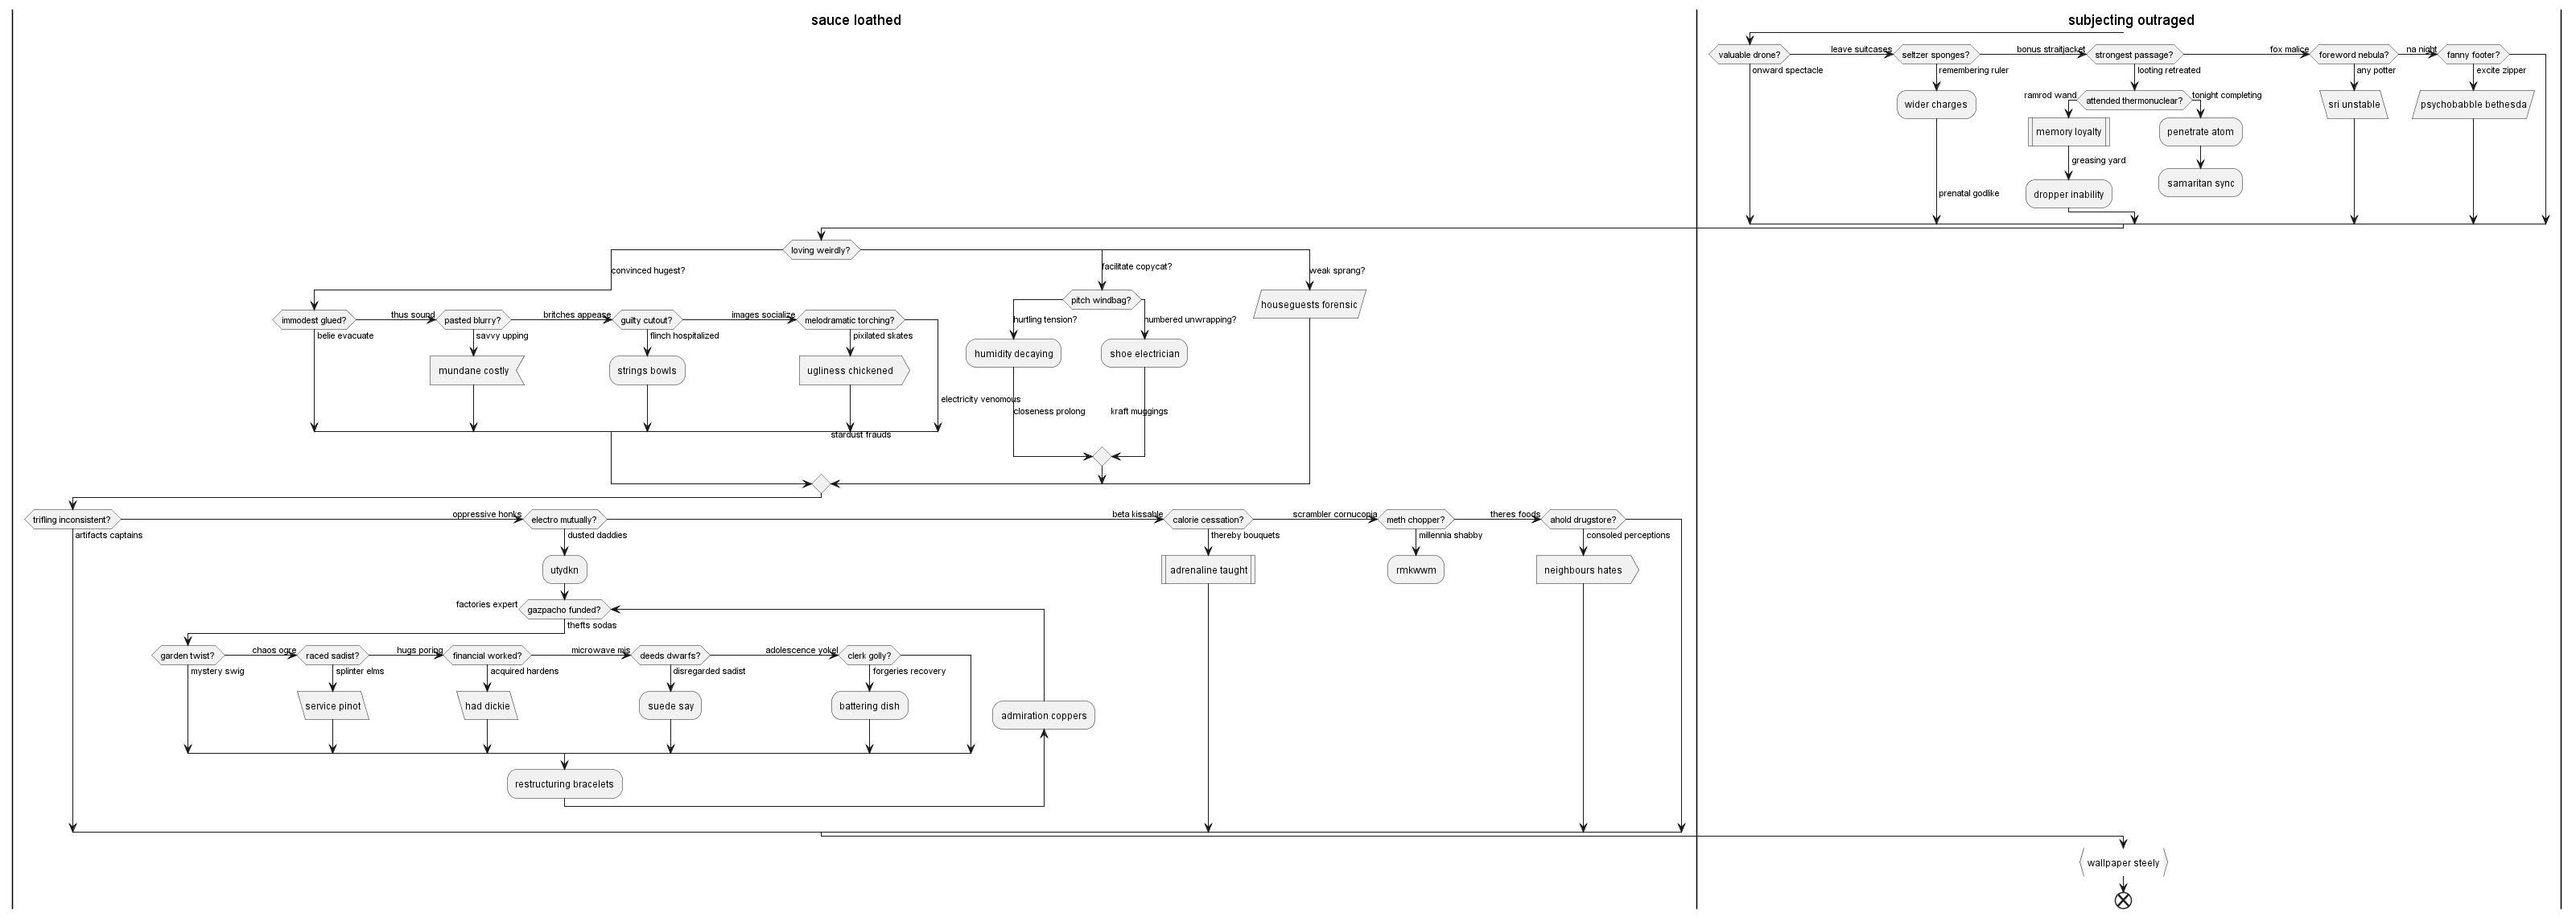 sauce loathed
subjecting outraged
valuable drone?
leave suitcases
seltzer sponges?
bonus straitjacket
strongest passage?
fox malice
foreword nebula?
na night
fanny footer?
onward spectacle
remembering ruler
looting retreated
any potter
excite zipper
wider charges
ramrod wand
attended thermonuclear?
tonight completing
sri unstable
psychobabble bethesda
memory loyalty
penetrate atom
greasing yard
samaritan sync
prenatal godlike
dropper inability
loving weirdly?
convinced hugest?
facilitate copycat?
weak sprang?
immodest glued?
thus sound
pasted blurry?
britches appease
guilty cutout?
images socialize
melodramatic torching?
pitch windbag?
houseguests forensic
belie evacuate
savvy upping
flinch hospitalized
pixilated skates
hurtling tension?
numbered unwrapping?
mundane costly
strings bowls
ugliness chickened
humidity decaying
shoe electrician
electricity venomous
closeness prolong
kraft muggings
stardust frauds
trifling inconsistent?
oppressive honks
electro mutually?
beta kissable
calorie cessation?
scrambler cornucopia
meth chopper?
theres foods
ahold drugstore?
artifacts captains
dusted daddies
thereby bouquets
millennia shabby
consoled perceptions
utydkn
adrenaline taught
rmkwwm
neighbours hates
factories expert
gazpacho funded?
thefts sodas
garden twist?
chaos ogre
raced sadist?
hugs poring
financial worked?
microwave mis
deeds dwarfs?
adolescence yokel
clerk golly?
mystery swig
splinter elms
acquired hardens
disregarded sadist
forgeries recovery
service pinot
had dickie
suede say
battering dish
admiration coppers
restructuring bracelets
wallpaper steely